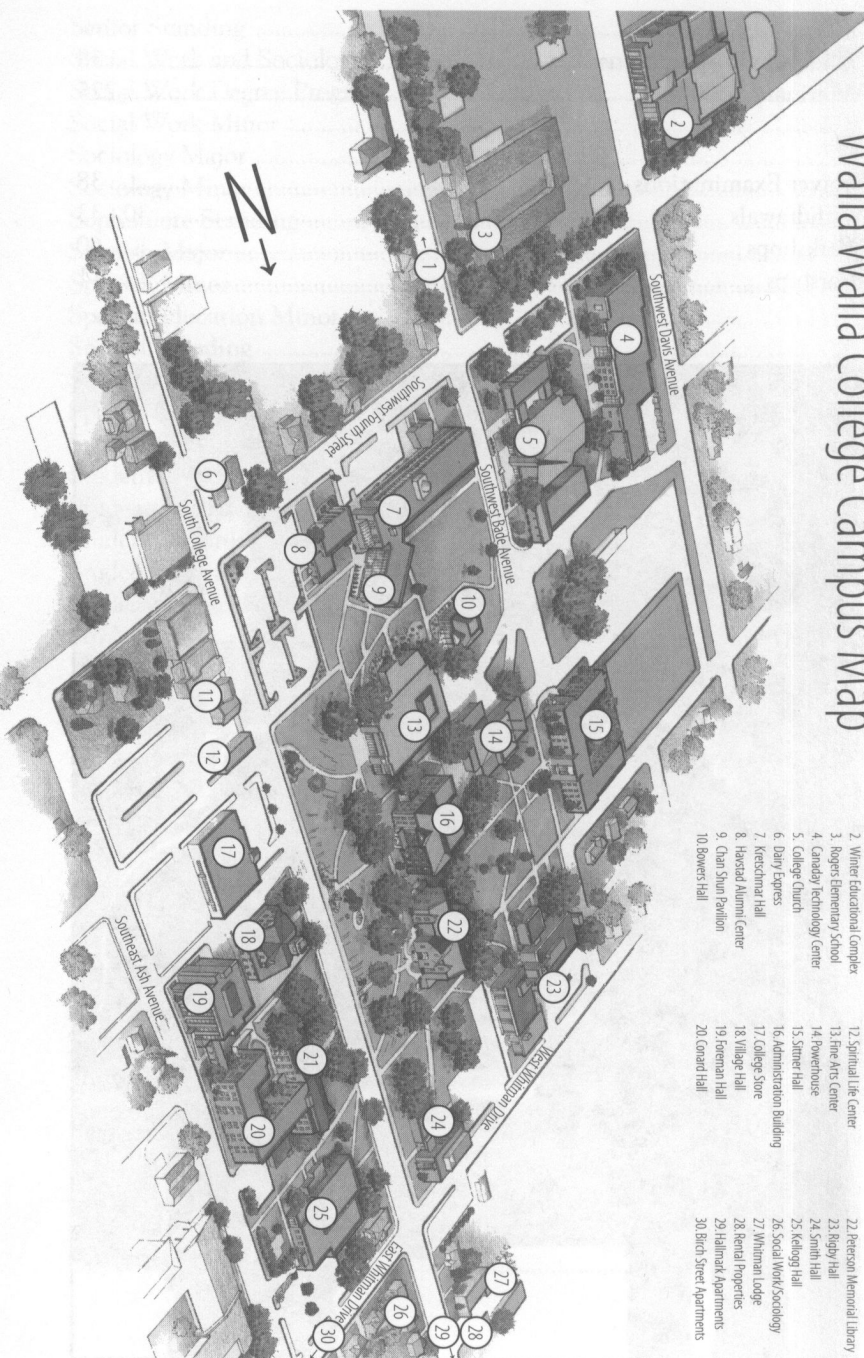 Walla Walla College Campus Map
2. Winter Educational Complex
3. Rogers Elementary School
4. Canaday Technology Center
5. College Church
6. Dairy Express
7. Kretschmar Hall
8. Havstad Alumni Center
9. Chan Shun Pavilion
10. Bowers Hall
12. Spiritual Life Center
13. Fine Arts Center
14. Powerhouse
15. Sittner Hall
16. Administration Building
17. College Store
18. Village Hall
19. Foreman Hall
20. Conard Hall
22. Peterson Memorial Library
23. Rigby Hall
24. Smith Hall
25. Kellogg Hall
26. Social Work/Sociology
27. Whitman Lodge
28. Rental Properties
29. Hallmark Apartments
30. Birch Street Apartments
Southwest Davis Avenue
Southwest Bade Avenue
Southwest Fourth Street
South College Avenue
Southeast Ash Avenue
West Whitman Drive
East Whitman Drive
N
1
2
3
4
5
6
7
8
9
10
11
12
13
14
15
16
17
18
19
20
21
22
23
24
25
26
27
28
29
30